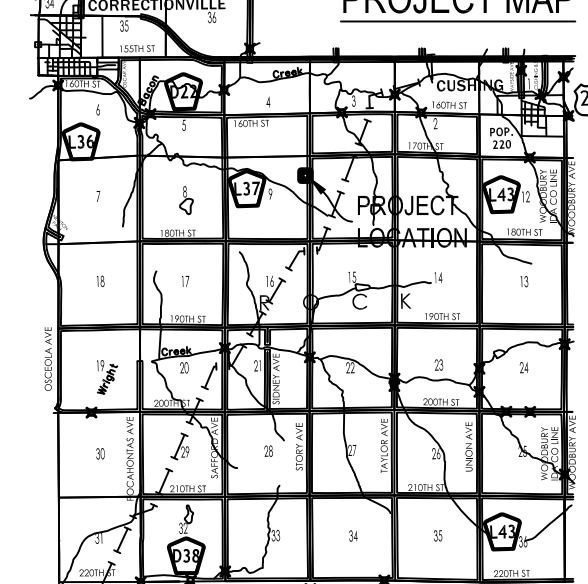 PROJECT MAP
CORRECTIONVILLE
34
35
36
155TH ST
160TH ST
Bacon
D22
Creek
4
3
CUSHING
160TH ST
6
5
160TH ST
2
170TH ST
POP.
220
L36
L37
L43
7
8
9
12
WOODBURY
IDA CO LINE
WOODBURY AVE
PROJECT
LOCATION
180TH ST
180TH ST
18
17
16
15
14
13
R O C K
190TH ST
190TH ST
OSCEOLA AVE
Creek
19
Wright
20
21
SIDNEY AVE
22
23
24
200TH ST
200TH ST
POCAHONTAS AVE
SAFFORD AVE
STORY AVE
TAYLOR AVE
UNION AVE
WOODBURY
IDA CO LINE
WOODBURY AVE
30
29
28
27
26
25
210TH ST
210TH ST
31
32
33
34
35
L43
36
D38
220TH ST
220TH ST